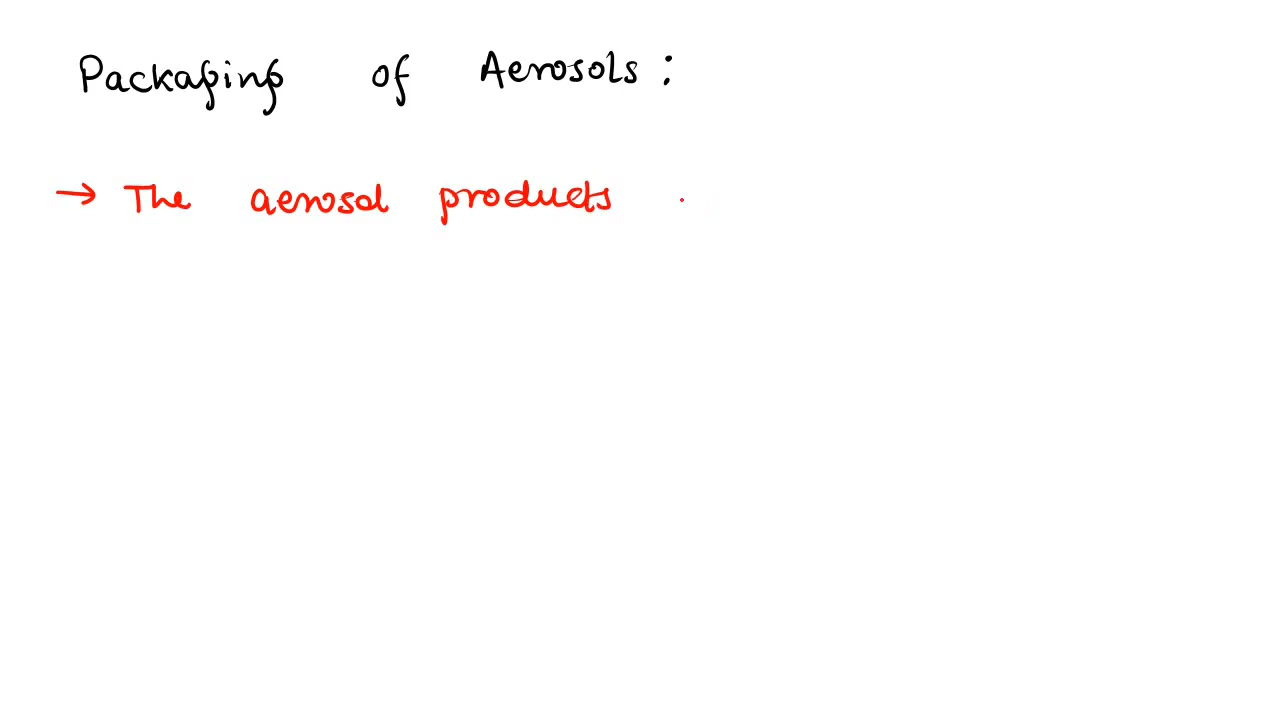 Packaging of Aerosols:
→ The aerosol products